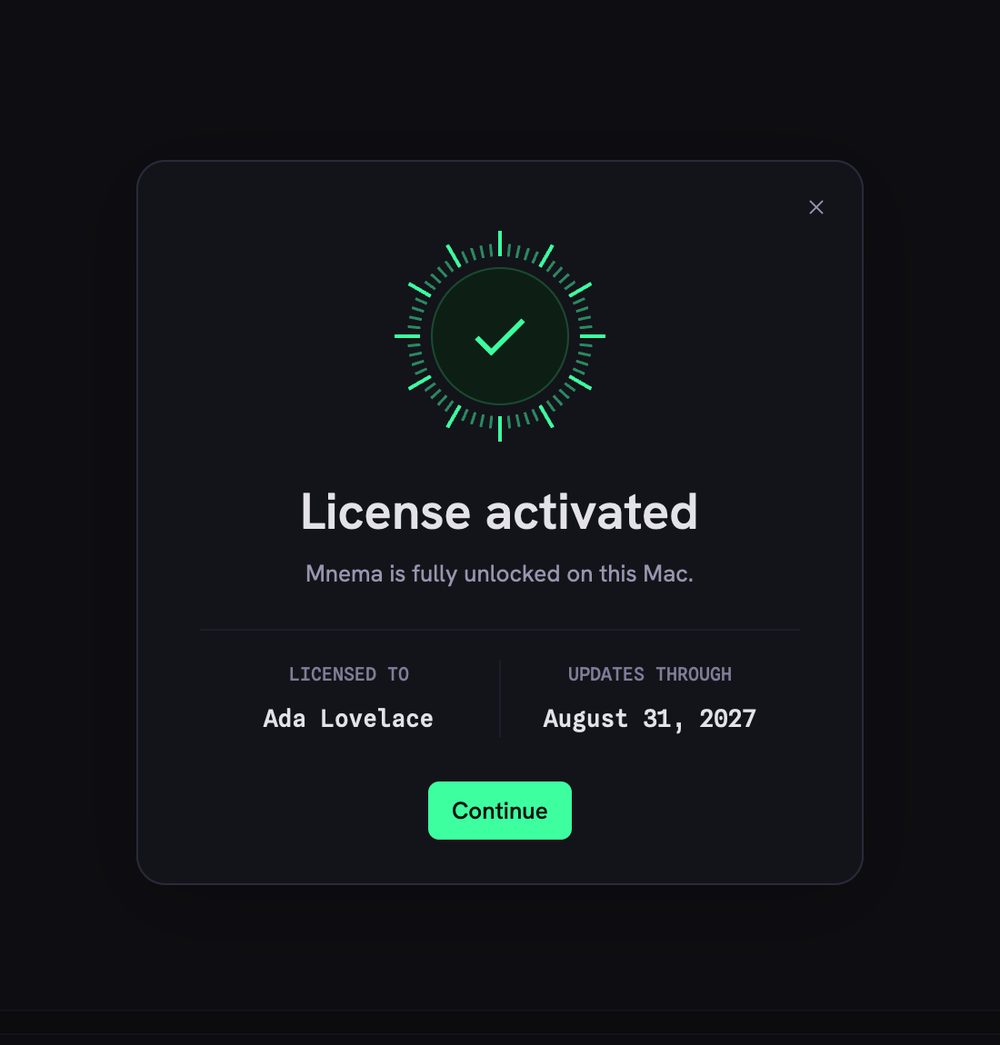 License activated
Mnema is fully unlocked on this Mac.
LICENSED TO
Ada Lovelace
UPDATES THROUGH
August 31, 2027
Continue